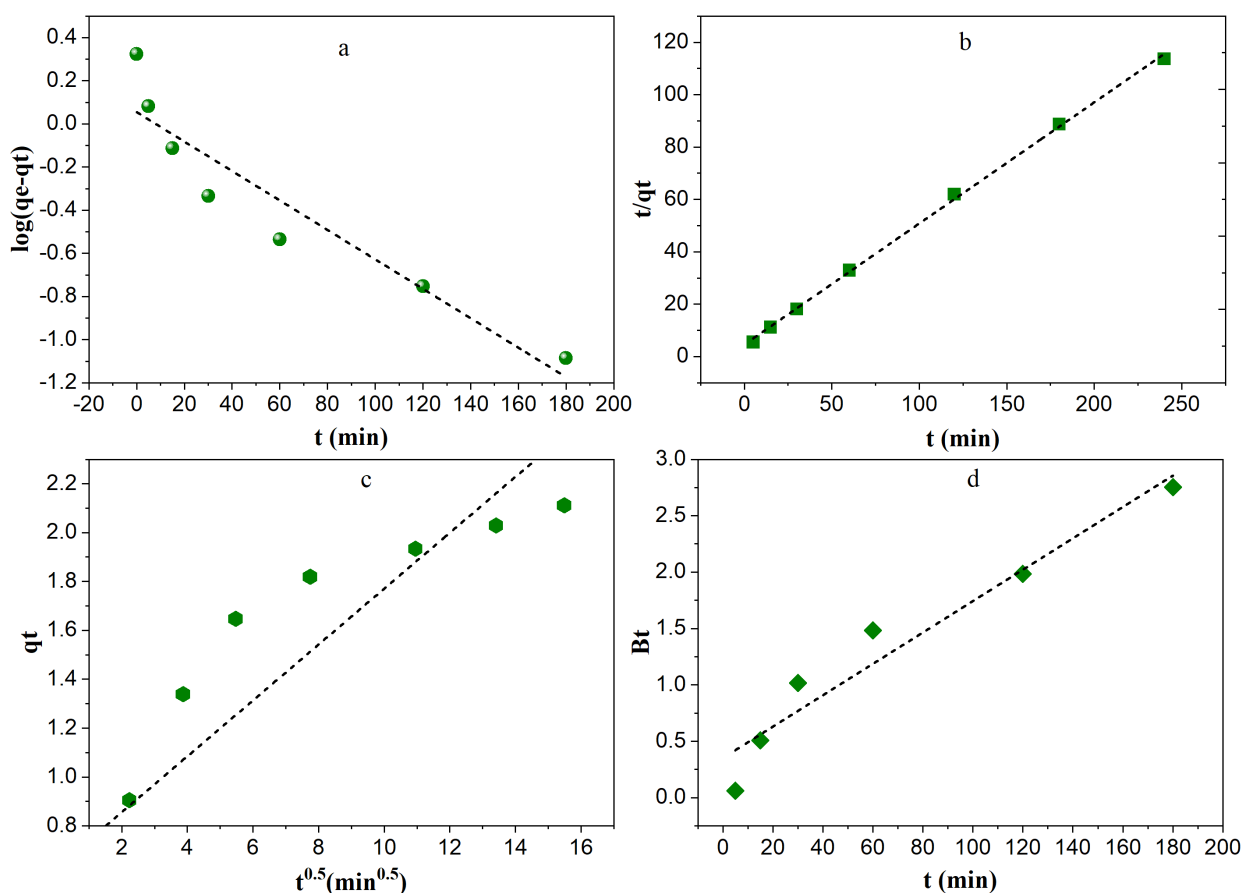 a
0.4
0.2
0.0
-0.2
-0.4
-0.6
-0.8
-1.0
-1.2
log(qe-qt)
-20 0 20 40 60 80 100 120 140 160 180 200
t (min)
b
120
100
80
60
40
20
0
t/qt
0 50 100 150 200 250
t (min)
c
2.2
2.0
1.8
1.6
1.4
1.2
1.0
0.8
qt
2 4 6 8 10 12 14 16
t^0.5(min^0.5)
d
3.0
2.5
2.0
1.5
1.0
0.5
0.0
Bt
0 20 40 60 80 100 120 140 160 180 200
t (min)